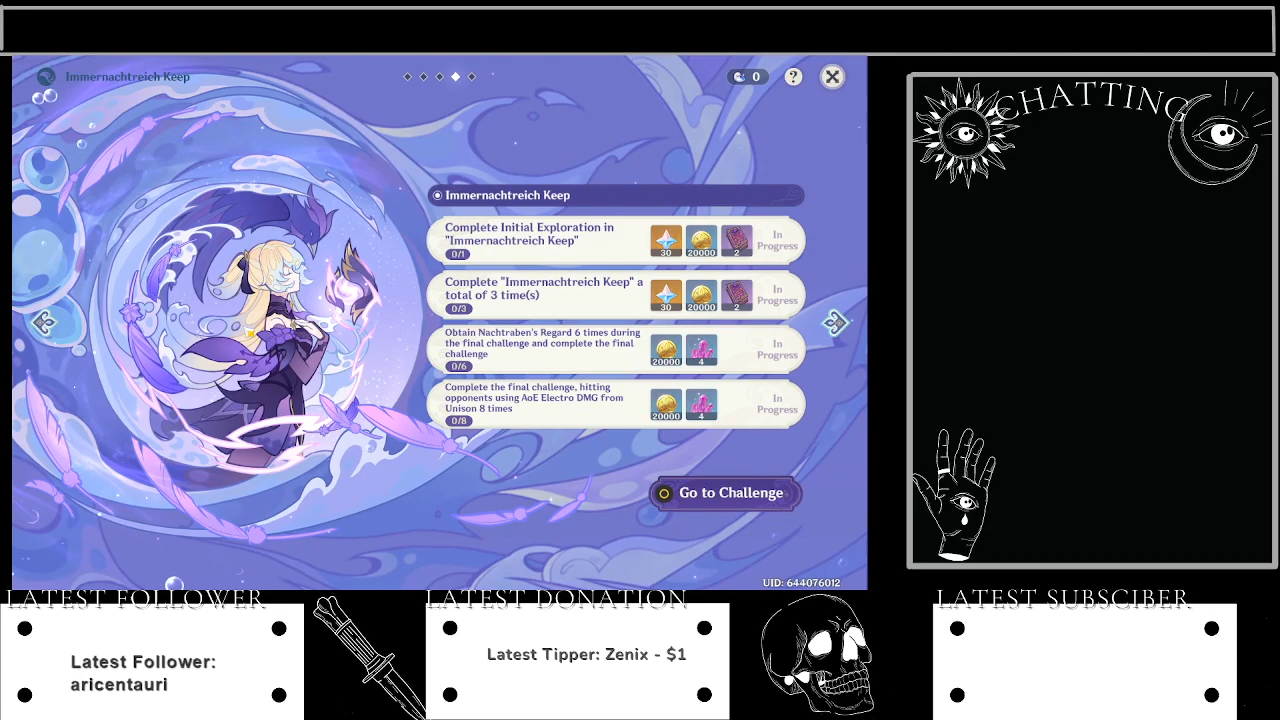 Immernachtreich Keep
0
?
CHATTING
Immernachtreich Keep
Complete Initial Exploration in
"Immernachtreich Keep"
0/1
30
20000
2
In
Progress
Complete "Immernachtreich Keep" a
total of 3 time(s)
0/3
30
20000
2
In
Progress
Obtain Nachtraben's Regard 6 times during
the final challenge and complete the final
challenge
0/6
20000
4
In
Progress
Complete the final challenge, hitting
opponents using AoE Electro DMG from
Unison 8 times
0/8
20000
4
In
Progress
Go to Challenge
UID: 644076012
LATEST FOLLOWER
Latest Follower:
aricentauri
LATEST DONATION
Latest Tipper: Zenix - $1
LATEST SUBSCIBER